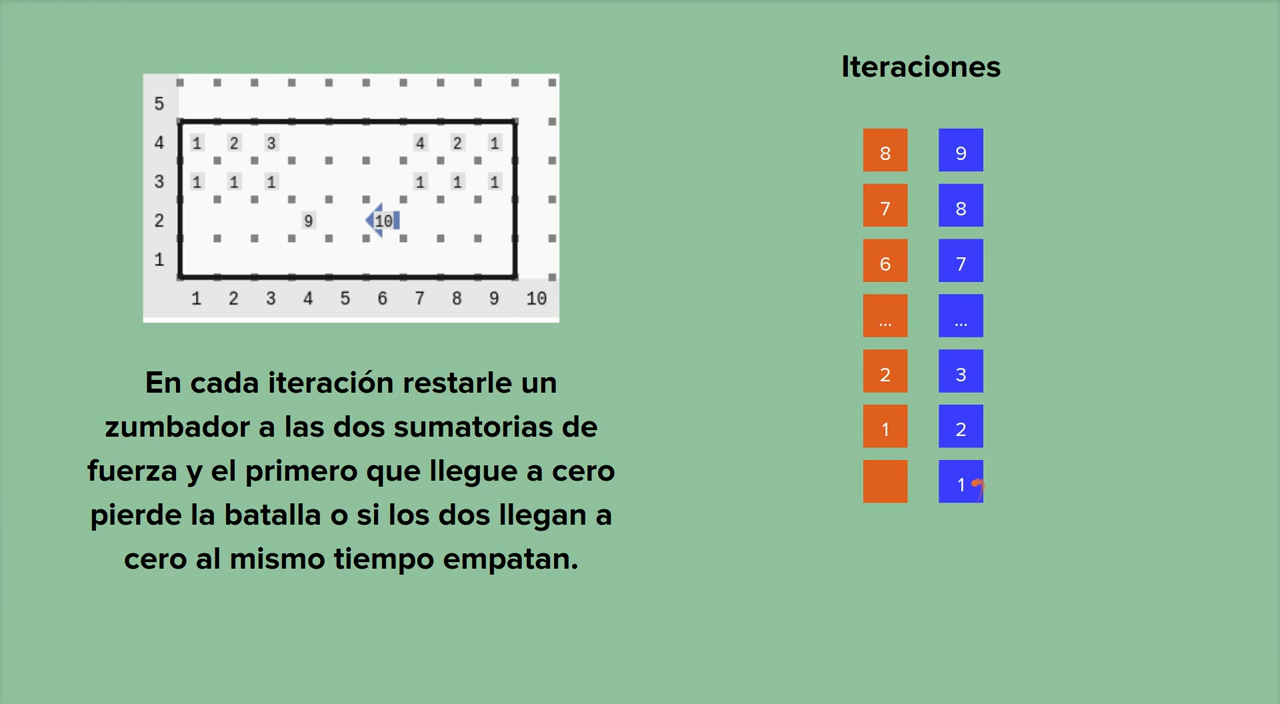 Iteraciones
5
4 1 2 3 4 2 1
3 1 1 1 1 1 1
2 9 10
1
1 2 3 4 5 6 7 8 9 10
En cada iteración restarle un
zumbador a las dos sumatorias de
fuerza y el primero que llegue a cero
pierde la batalla o si los dos llegan a
cero al mismo tiempo empatan.
8 9
7 8
6 7
... ...
2 3
1 2
1